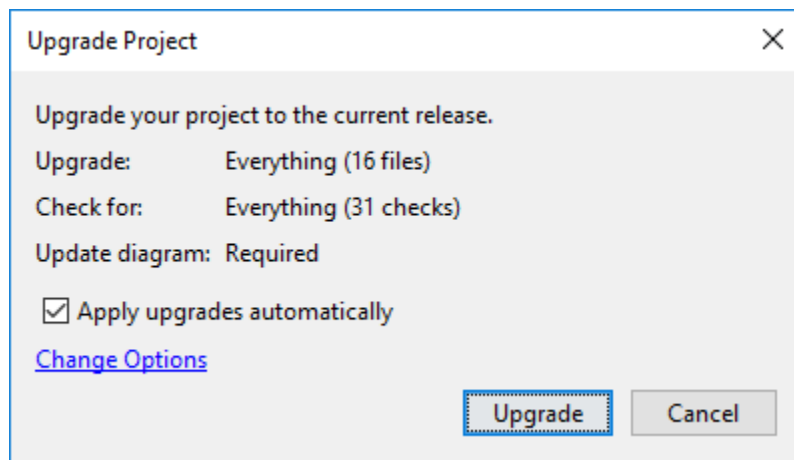 Upgrade Project
Upgrade your project to the current release.
Upgrade: Everything (16 files)
Check for: Everything (31 checks)
Update diagram: Required
Apply upgrades automatically
Change Options
Upgrade Cancel